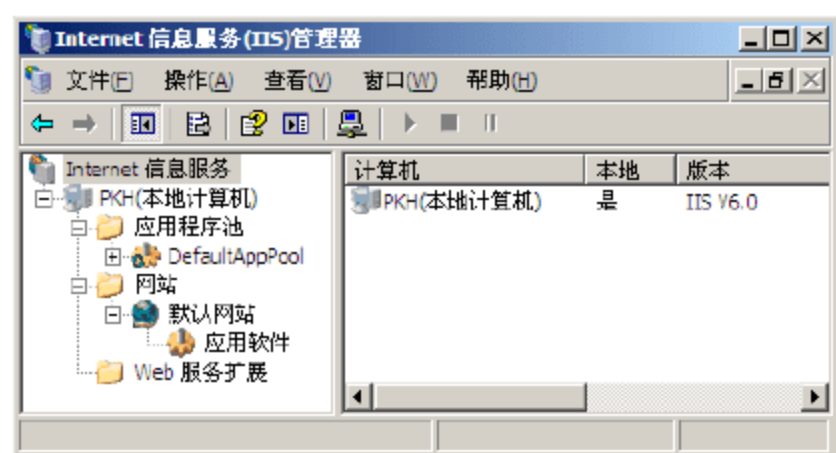 Internet 信息服务(IIS)管理器
文件(F) 操作(A) 查看(V) 窗口(W) 帮助(H)
Internet 信息服务
计算机 本地 版本
PKH(本地计算机)
PKH(本地计算机) 是 IIS V6.0
应用程序池
DefaultAppPool
网站
默认网站
应用软件
Web 服务扩展